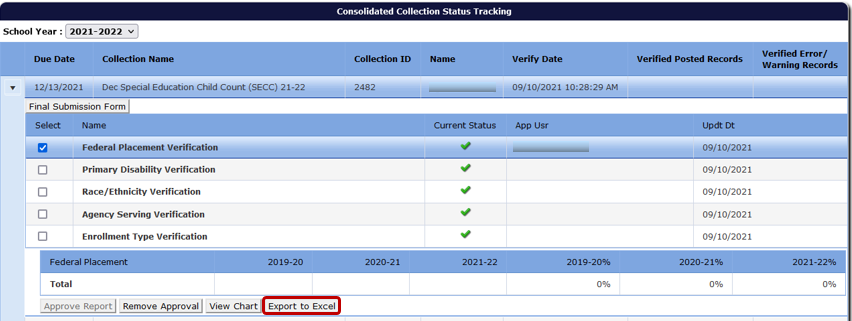 Consolidated Collection Status Tracking
School Year : 2021-2022
Due Date Collection Name Collection ID Name Verify Date Verified Posted Records Verified Error/
Warning Records
12/13/2021 Dec Special Education Child Count (SECC) 21-22 2482 09/10/2021 10:28:29 AM
Final Submission Form
Select Name Current Status App Usr Updt Dt
Federal Placement Verification 09/10/2021
Primary Disability Verification 09/10/2021
Race/Ethnicity Verification 09/10/2021
Agency Serving Verification 09/10/2021
Enrollment Type Verification 09/10/2021
Federal Placement 2019-20 2020-21 2021-22 2019-20% 2020-21% 2021-22%
Total 0% 0% 0%
Approve Report Remove Approval View Chart Export to Excel